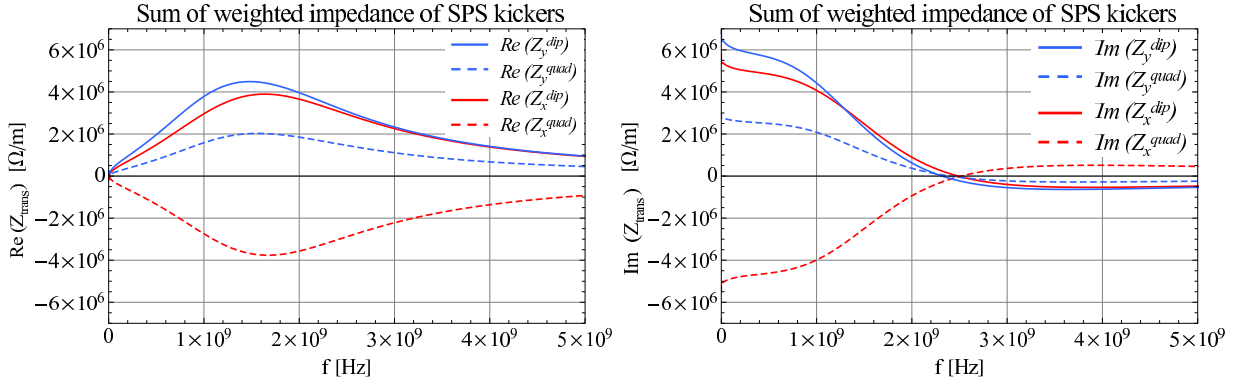 Sum of weighted impedance of SPS kickers
Re (Z_y^dip)
Re (Z_y^quad)
Re (Z_x^dip)
Re (Z_x^quad)
6×10^6
4×10^6
2×10^6
0
−2×10^6
−4×10^6
−6×10^6
Re (Z_trans) [Ω/m]
0 1×10^9 2×10^9 3×10^9 4×10^9 5×10^9
f [Hz]
Sum of weighted impedance of SPS kickers
Im (Z_y^dip)
Im (Z_y^quad)
Im (Z_x^dip)
Im (Z_x^quad)
6×10^6
4×10^6
2×10^6
0
−2×10^6
−4×10^6
−6×10^6
Im (Z_trans) [Ω/m]
0 1×10^9 2×10^9 3×10^9 4×10^9 5×10^9
f [Hz]